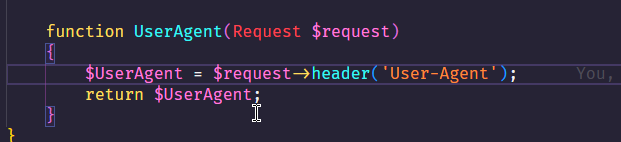 function UserAgent(Request $request)
{
$UserAgent = $request->header('User-Agent'); You,
return $UserAgent;
}
}